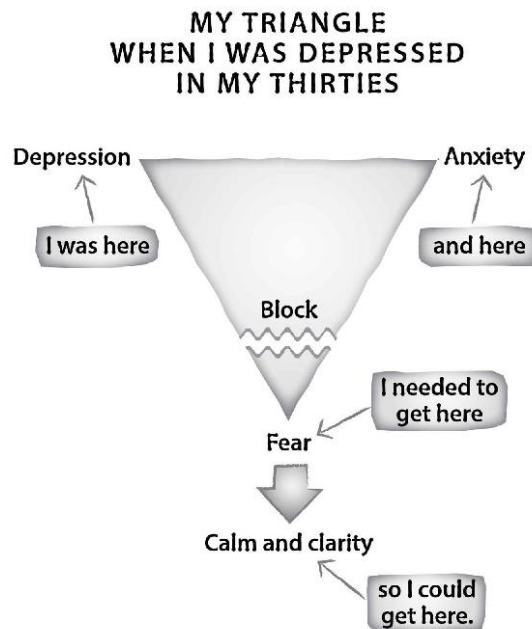 MY TRIANGLE
WHEN I WAS DEPRESSED
IN MY THIRTIES
Depression
Anxiety
I was here
and here
Block
I needed to
get here
Fear
Calm and clarity
so I could
get here.